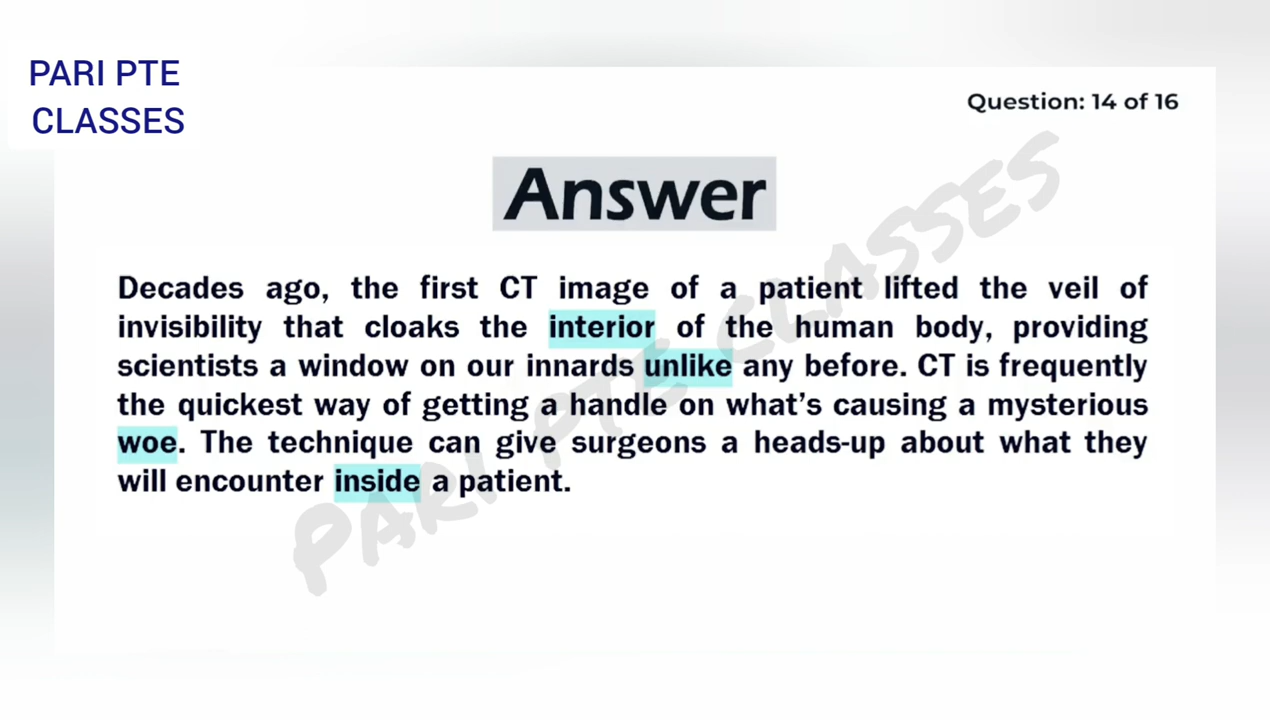 PARI PTE
CLASSES
Question: 14 of 16
Answer
Decades ago, the first CT image of a patient lifted the veil of
invisibility that cloaks the interior of the human body, providing
scientists a window on our innards unlike any before. CT is frequently
the quickest way of getting a handle on what's causing a mysterious
woe. The technique can give surgeons a heads-up about what they
will encounter inside a patient.
PARI PTE CLASSES